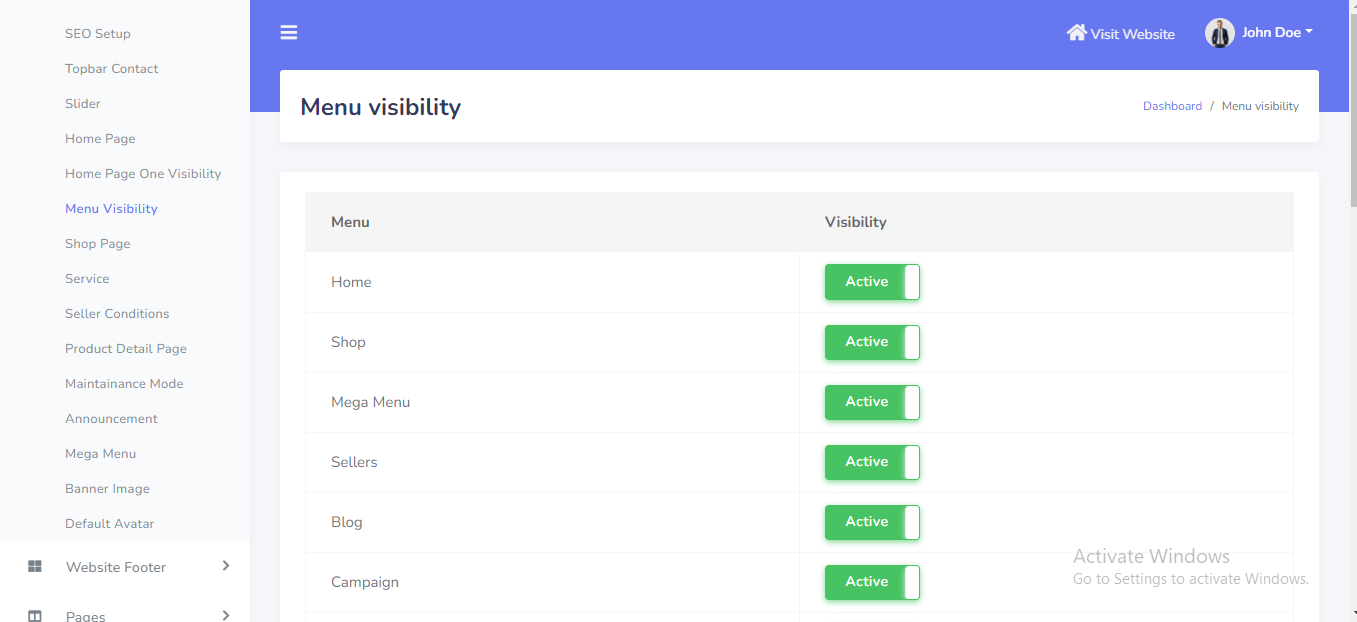 SEO Setup
Topbar Contact
Slider
Home Page
Home Page One Visibility
Menu Visibility
Shop Page
Service
Seller Conditions
Product Detail Page
Maintainance Mode
Announcement
Mega Menu
Banner Image
Default Avatar
Website Footer
Pages
Visit Website
John Doe
Menu visibility
Dashboard / Menu visibility
Menu Visibility
Home Active
Shop Active
Mega Menu Active
Sellers Active
Blog Active
Campaign Active
Activate Windows
Go to Settings to activate Windows.